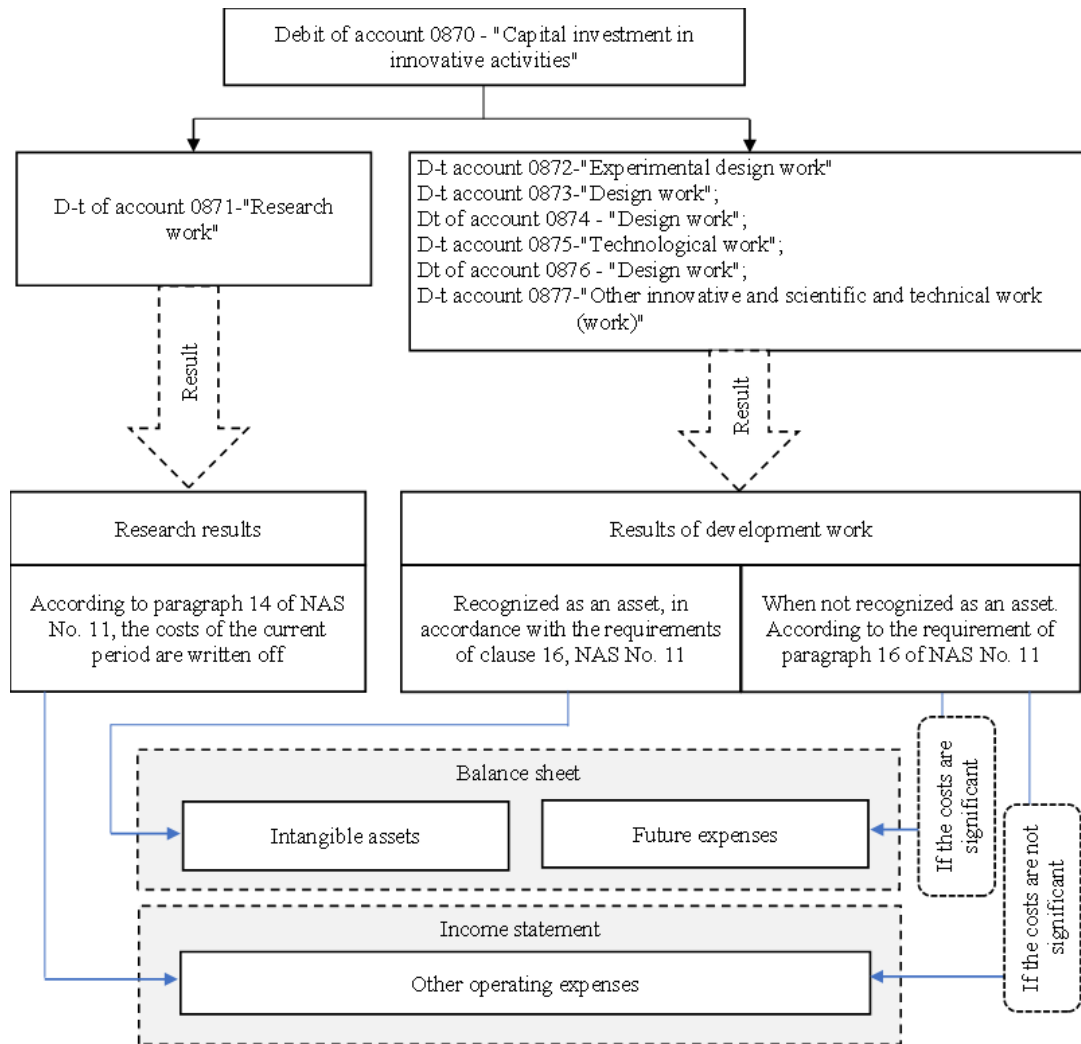 Debit of account 0870 - "Capital investment in
innovative activities"
D-t of account 0871-"Research
work"
D-t account 0872-"Experimental design work"
D-t account 0873-"Design work";
Dt of account 0874 - "Design work";
D-t account 0875-"Technological work";
Dt of account 0876 - "Design work";
D-t account 0877-"Other innovative and scientific and technical work
(work)"
Result
Result
Research results
According to paragraph 14 of NAS
No. 11, the costs of the current
period are written off
Results of development work
Recognized as an asset, in
accordance with the requirements
of clause 16, NAS No. 11
When not recognized as an asset.
According to the requirement of
paragraph 16 of NAS No. 11
If the costs are
significant
If the costs are not
significant
Balance sheet
Intangible assets
Future expenses
Income statement
Other operating expenses